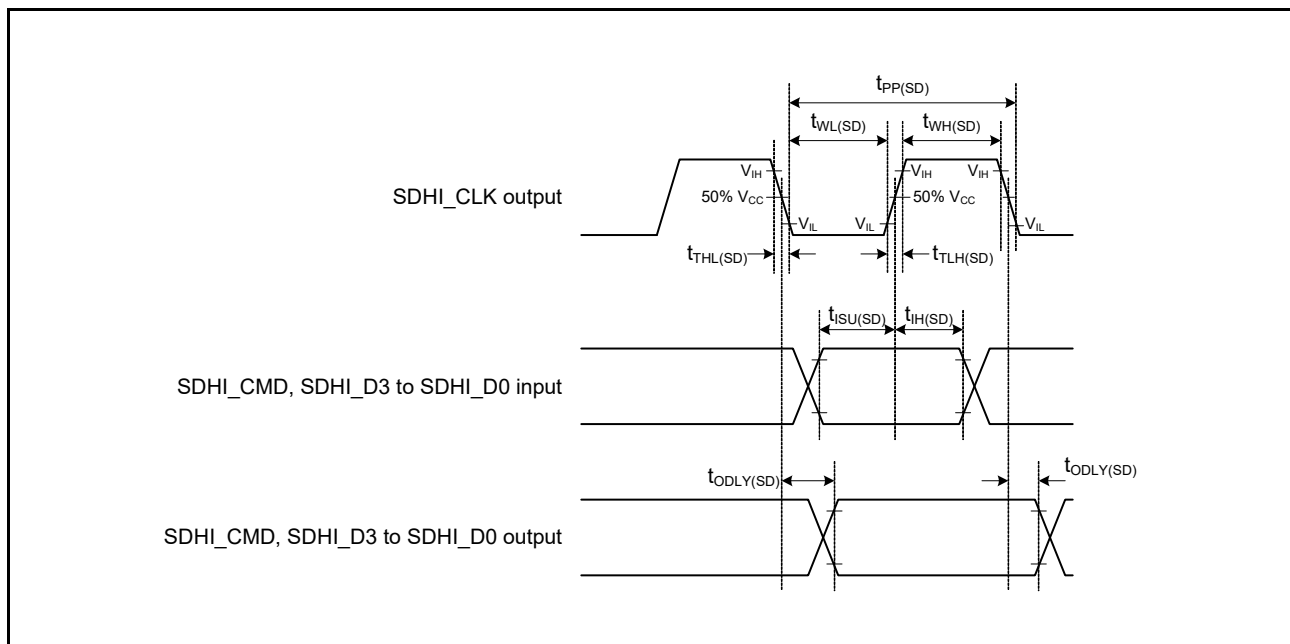 tPP(SD)
tWL(SD) tWH(SD)
SDHI_CLK output
VIH VIH VIH
50% VCC 50% VCC
VIL VIL VIL
tTHL(SD) tTLH(SD)
tISU(SD) tIH(SD)
SDHI_CMD, SDHI_D3 to SDHI_D0 input
tODLY(SD) tODLY(SD)
SDHI_CMD, SDHI_D3 to SDHI_D0 output